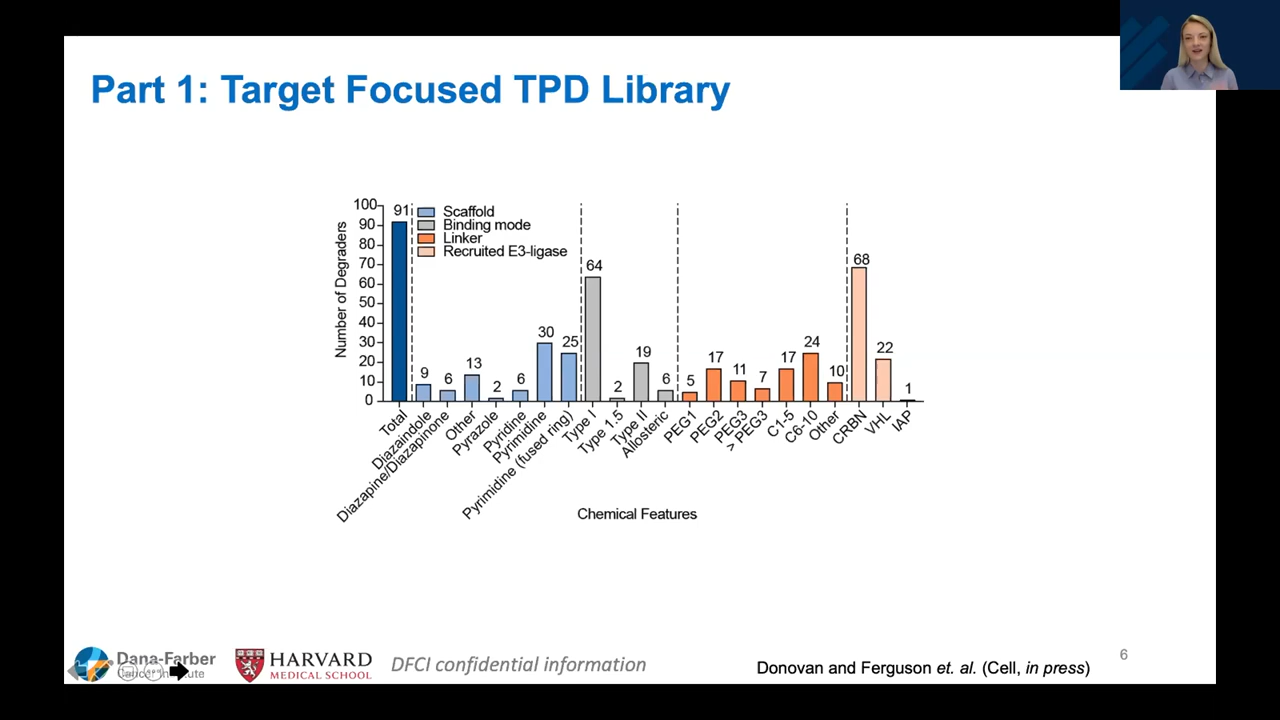 Part 1: Target Focused TPD Library
Number of Degraders
100
90
80
70
60
50
40
30
20
10
0
Scaffold
Binding mode
Linker
Recruited E3-ligase
91
9
6
13
2
6
30
25
64
2
19
6
5
17
11
7
17
24
10
68
22
1
Total
Diazaindole
Diazapine/Diazapinone
Other
Pyrazole
Pyridine
Pyrimidine
Pyrimidine (fused ring)
Type I
Type 1.5
Type II
Allosteric
PEG1
PEG2
PEG3
> PEG3
C1-5
C6-10
Other
CRBN
VHL
IAP
Chemical Features
Dana-Farber
HARVARD
MEDICAL SCHOOL
DFCI confidential information
Donovan and Ferguson et. al. (Cell, in press)
6